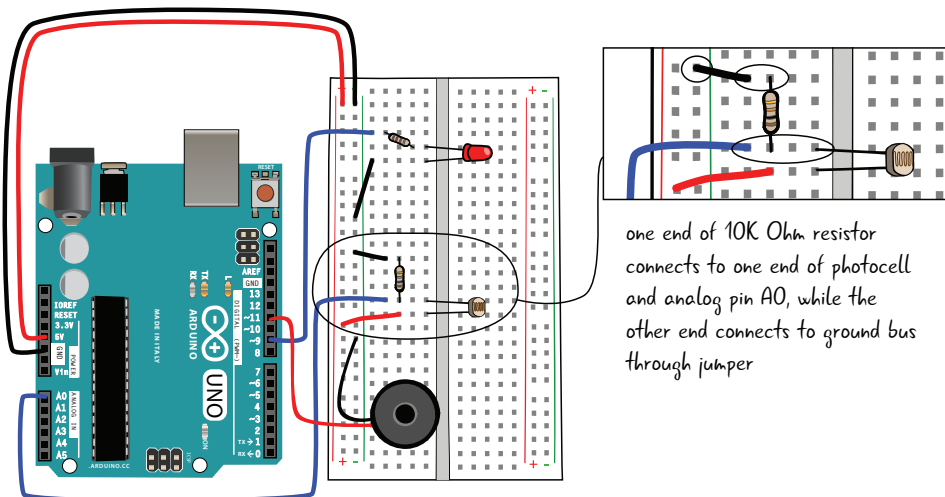 RESET
IOREF
RESET
3.3V
5V
GND
Vin
POWER
A0
A1
A2
A3
A4
A5
ANALOG IN
.ARDUINO.CC
MADE IN ITALY
RX
TX
L
ARDUINO
UNO
ON
ICSP
AREF
GND
13
12
~11
~10
~9
8
DIGITAL (PWM~)
7
~6
~5
4
~3
2
TX→1
RX←0
+ -
+ -
+ -
+ -
one end of 10K Ohm resistor
connects to one end of photocell
and analog pin A0, while the
other end connects to ground bus
through jumper